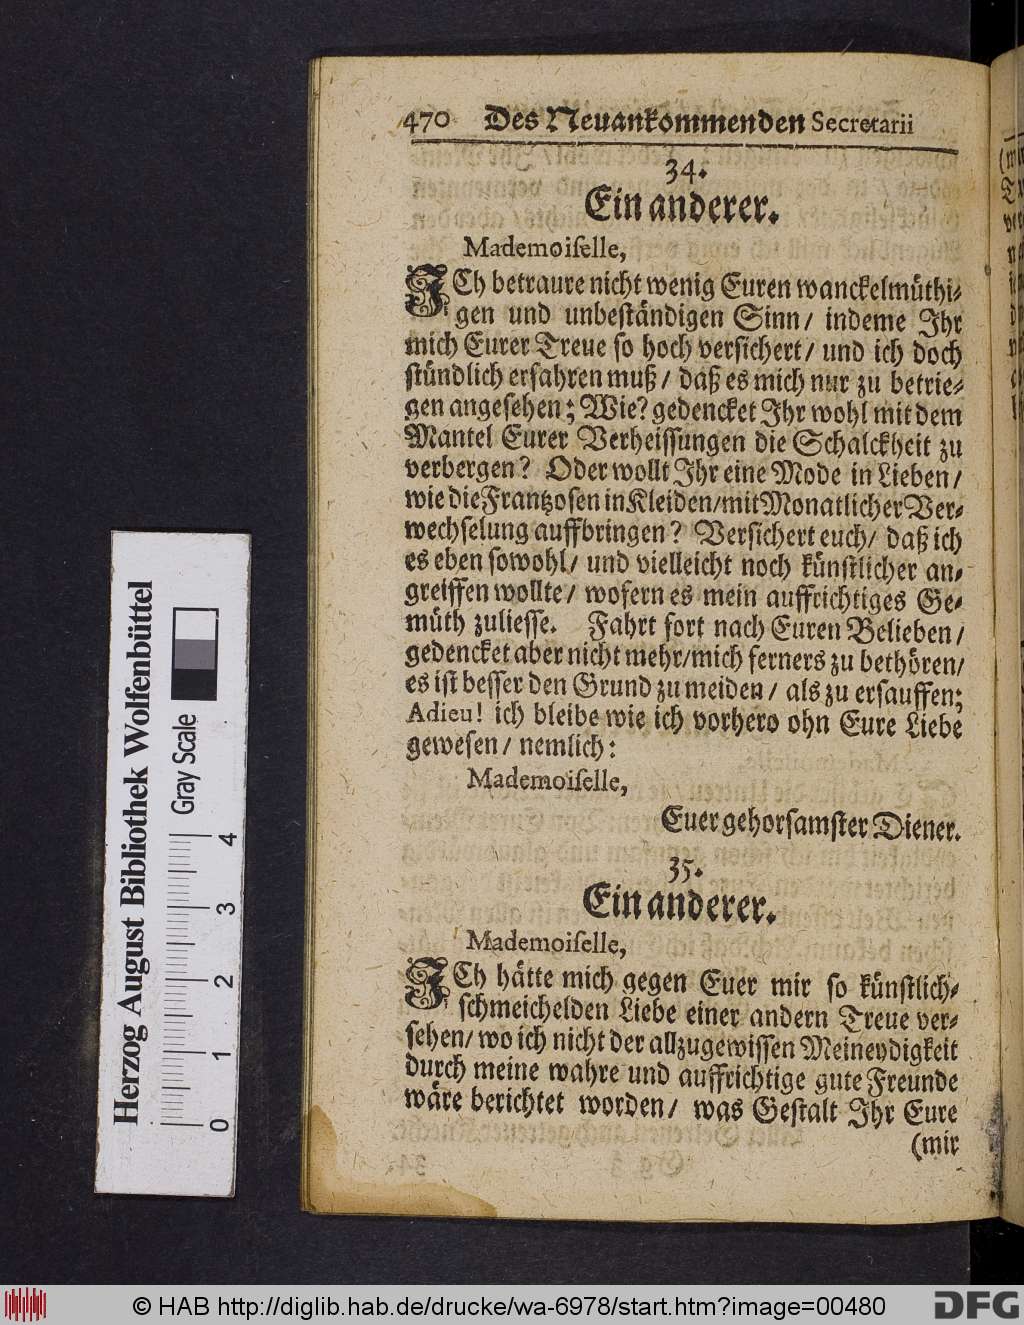 470 Des Neuankommenden Secretarii
34.
Ein anderer.
Mademoiſelle,
ICh betraure nicht wenig Euren wanckelmüthi-
gen und unbeſtändigen Sinn / indeme Ihr
mich Eurer Treue ſo hoch verſichert / und ich doch
ſtündlich erfahren muß / daß es mich nur zu betrie-
gen angeſehen; Wie? gedencket Ihr wohl mit dem
Mantel Eurer Verheiſſungen die Schalckheit zu
verbergen? Oder wollt Ihr eine Mode in Lieben /
wie die Frantzoſen in Kleiden / mit Monatlicher Ver-
wechſelung auffbringen? Verſichert euch / daß ich
es eben ſowohl / und vielleicht noch künſtlicher an-
greiffen wollte / wofern es mein auffrichtiges Ge-
müth zulieſſe. Fahrt fort nach Euren Belieben /
gedencket aber nicht mehr / mich ferners zu bethören /
es iſt beſſer den Grund zu meiden / als zu erſauffen;
Adieu! ich bleibe wie ich vorhero ohn Eure Liebe
geweſen / nemlich:
Mademoiſelle,
Euer gehorſamſter Diener.
35.
Ein anderer.
Mademoiſelle,
ICh hätte mich gegen Euer mir ſo künſtlich-
ſchmeichelden Liebe einer andern Treue ver-
ſehen / wo ich nicht der allzugewiſſen Meineydigkeit
durch meine wahre und auffrichtige gute Freunde
wäre berichtet worden / was Geſtalt Ihr Eure
(mir
Herzog August Bibliothek Wolfenbüttel
Gray Scale
0 1 2 3 4
© HAB http://diglib.hab.de/drucke/wa-6978/start.htm?image=00480
DFG